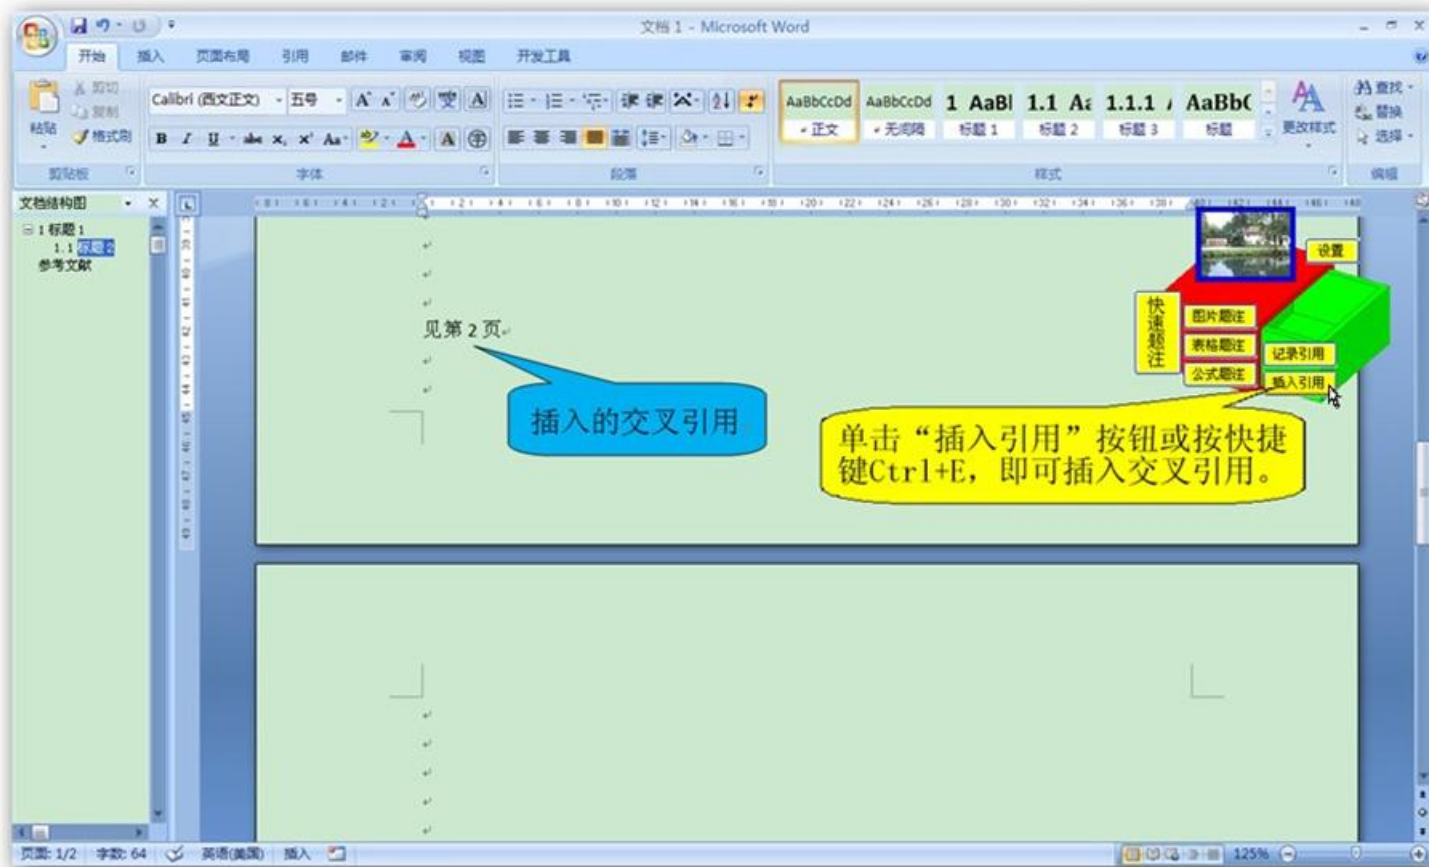 文档 1 - Microsoft Word
开始 插入 页面布局 引用 邮件 审阅 视图 开发工具
剪切
复制
粘贴
格式刷
剪贴板
Calibri (西文正文) 五号
字体
段落
AaBbCcDd AaBbCcDd 1 AaBl 1.1 Aa 1.1.1 AaBb(
正文 无间隔 标题 1 标题 2 标题 3 标题
更改样式
样式
查找
替换
选择
编辑
文档结构图
1 标题 1
1.1 标题 2
参考文献
见第 2 页
插入的交叉引用
设置
快速题注
图片题注
表格题注
公式题注
记录引用
插入引用
单击“插入引用”按钮或按快捷
键Ctrl+E，即可插入交叉引用。
页面: 1/2 字数: 64 英语(美国) 插入 125%